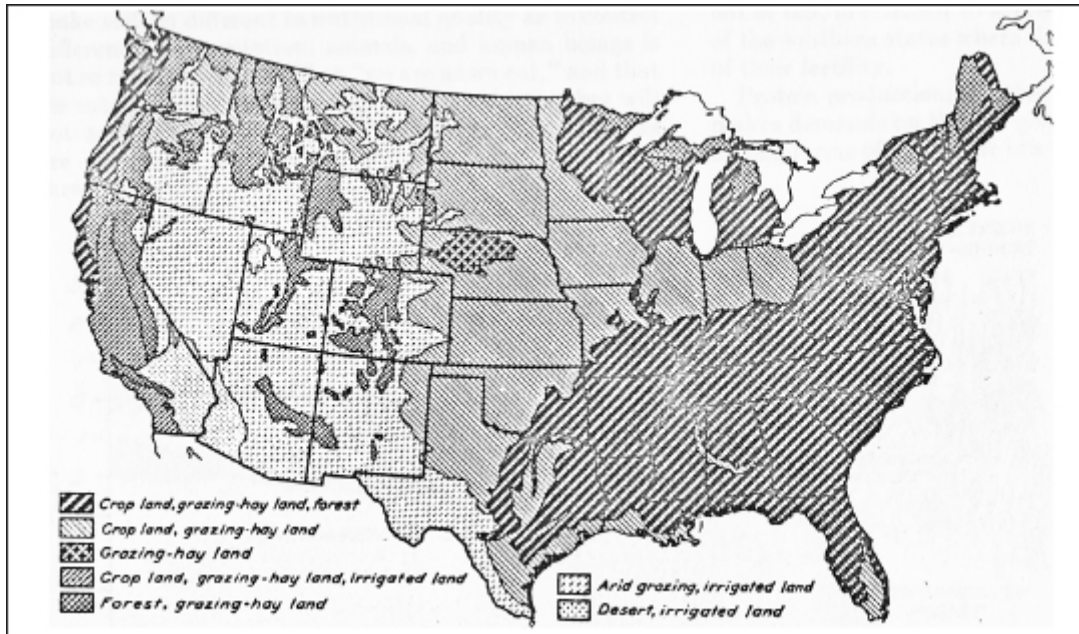 Crop land, grazing-hay land, forest
Crop land, grazing-hay land
Grazing-hay land
Crop land, grazing-hay land, irrigated land
Forest, grazing-hay land
Arid grazing, irrigated land
Desert, irrigated land